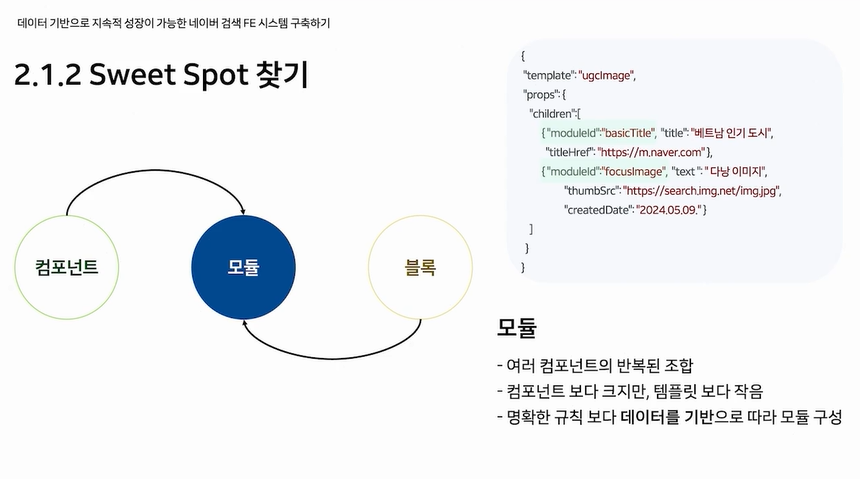 데이터 기반으로 지속적 성장이 가능한 네이버 검색 FE 시스템 구축하기
2.1.2 Sweet Spot 찾기
컴포넌트
모듈
블록
{
"template":"ugcImage",
"props":{
"children":[
{"moduleId":"basicTitle", "title":"베트남 인기 도시",
"titleHref":"https://m.naver.com"},
{"moduleId":"focusImage", "text":" 다낭 이미지",
"thumbSrc":"https://search.img.net/img.jpg",
"createdDate":"2024.05.09."}
]
}
}
모듈
- 여러 컴포넌트의 반복된 조합
- 컴포넌트 보다 크지만, 템플릿 보다 작음
- 명확한 규칙 보다 데이터를 기반으로 따라 모듈 구성